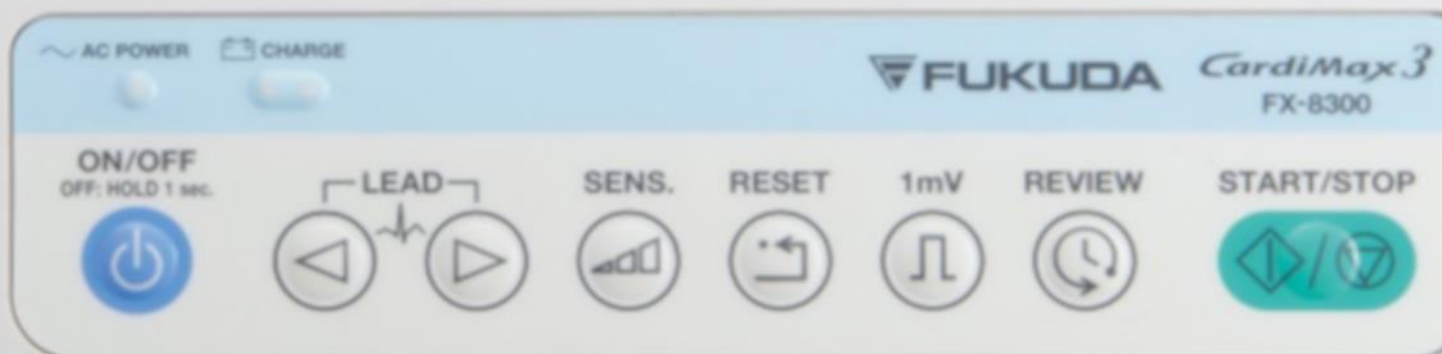 AC POWER
CHARGE
FUKUDA
CardiMax 3
FX-8300
ON/OFF
OFF: HOLD 1 sec.
LEAD
SENS.
RESET
1mV
REVIEW
START/STOP